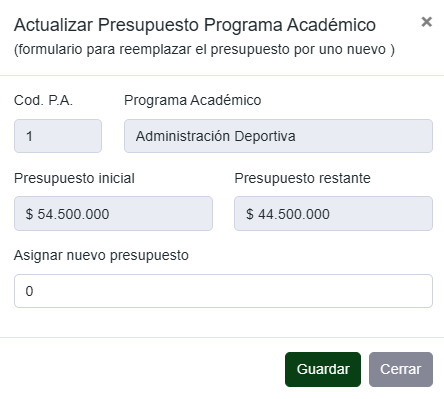 Actualizar Presupuesto Programa Académico ×
(formulario para reemplazar el presupuesto por uno nuevo )
Cod. P.A. Programa Académico
1 Administración Deportiva
Presupuesto inicial Presupuesto restante
$ 54.500.000 $ 44.500.000
Asignar nuevo presupuesto
0
Guardar Cerrar